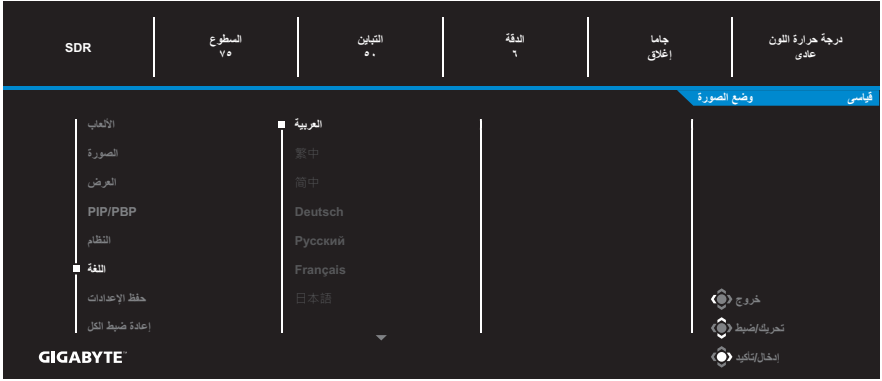 SDR
السطوع
٧٥
التباين
٥٠
الدقة
٦
جاما
إغلاق
درجة حرارة اللون
عادى
وضع الصورة
قياسى
الألعاب
الصورة
العرض
PIP/PBP
النظام
اللغة
حفظ الإعدادات
إعادة ضبط الكل
العربية
繁中
简中
Deutsch
Русский
Français
日本語
خروج
تحريك/ضبط
إدخال/تأكيد
GIGABYTE™